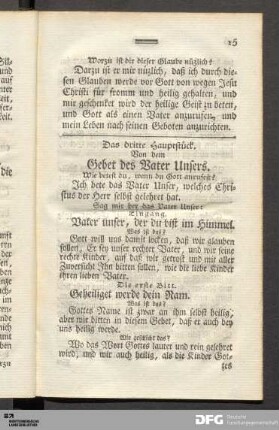 15
Worzu ist dir dieser Glaube nützlich?
Darzu ist er mir nützlich, daß ich durch die-
sen Glauben werde vor Gott von wegen Jesu
Christi für fromm und heilig gehalten, und
mir geschenket wird der heilige Geist zu beten,
und Gott als einen Vater anzurufen, und
mein Leben nach seinen Geboten anzurichten.
Das dritte Hauptstück.
Von dem
Gebet des Vater Unsers.
Wie betest du, wenn du Gott anrufest?
Ich bete das Vater Unser, welches Chri-
stus der Herr selbst gelehret hat.
Sag mir her das Vater Unser:
Eingang.
Vater unser, der du bist im Himmel.
Was ist das?
Gott will uns damit locken, daß wir glauben
sollen, Er sey unser rechter Vater, und wir seine
rechte Kinder, auf daß wir getrost und mit aller
Zuversicht Ihn bitten sollen, wie die liebe Kinder
ihren lieben Vater.
Die erste Bitt.
Geheiliget werde dein Nam.
Was ist das?
Gottes Name ist zwar an ihm selbst heilig,
aber wir bitten in diesem Gebet, daß er auch bey
uns heilig werde.
Wie geschicht das?
Wo das Wort Gottes lauter und rein gelehret
wird, und wir auch heilig, als die Kinder Got-
tes
DFG